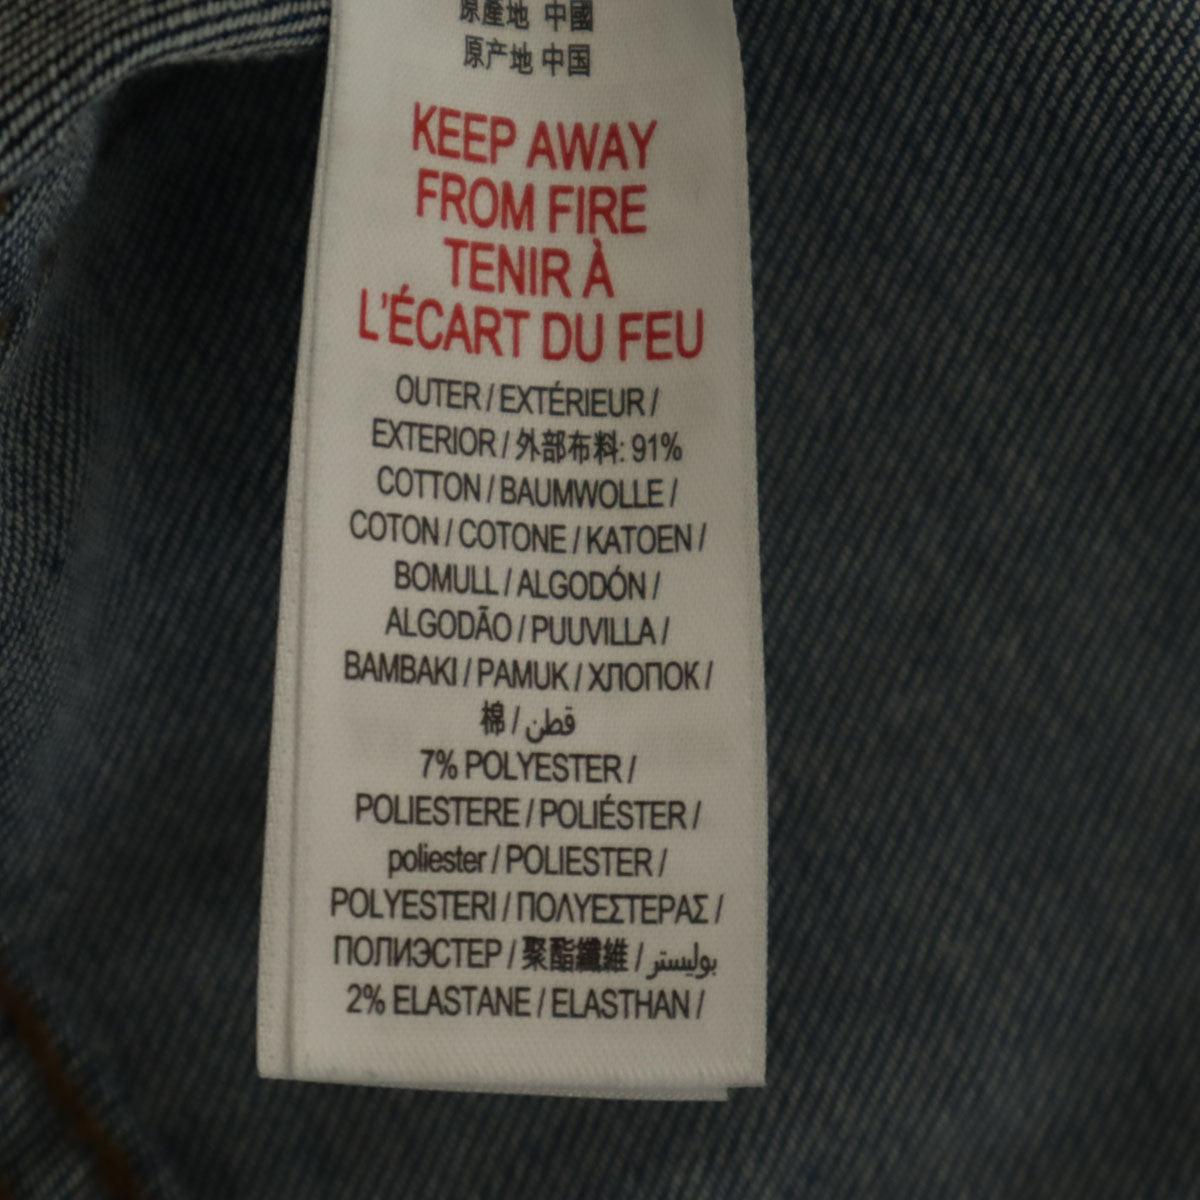 原產地 中國
原产地 中国
KEEP AWAY
FROM FIRE
TENIR À
L'ÉCART DU FEU
OUTER / EXTÉRIEUR /
EXTERIOR / 外部布料: 91%
COTTON / BAUMWOLLE /
COTON / COTONE / KATOEN /
BOMULL / ALGODÓN /
ALGODÃO / PUUVILLA /
BAMBAKI / PAMUK / ХЛОПОК /
棉 / قطن
7% POLYESTER /
POLIESTERE / POLIÉSTER /
poliester / POLIESTER /
POLYESTERI / ΠΟΛΥΕΣΤΕΡΑΣ /
ПОЛИЭСТЕР / 聚酯纖維 / بوليستر
2% ELASTANE / ELASTHAN /